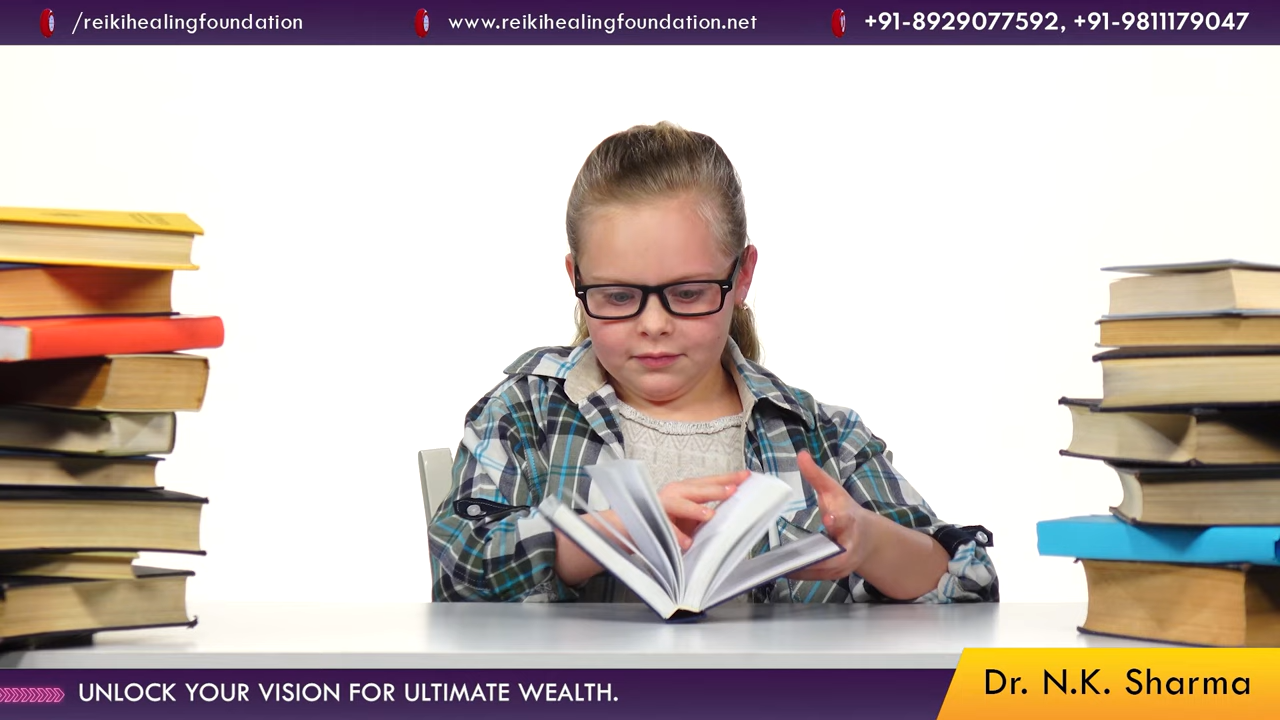 /reikihealingfoundation
www.reikihealingfoundation.net
+91-8929077592, +91-9811179047
UNLOCK YOUR VISION FOR ULTIMATE WEALTH.
Dr. N.K. Sharma